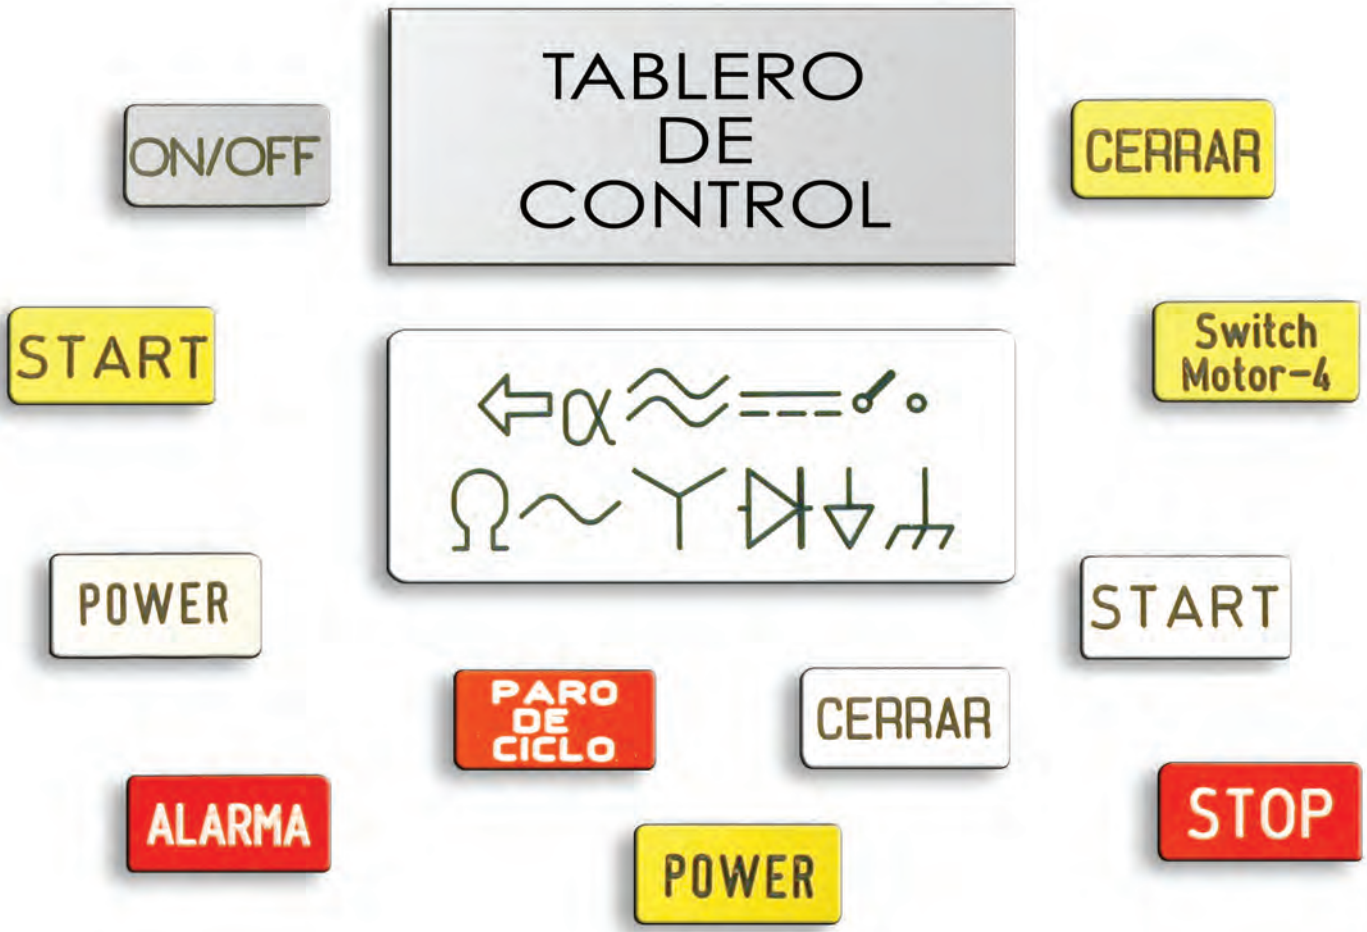 TABLERO
DE
CONTROL
ON/OFF
CERRAR
START
Switch
Motor-4
α
Ω
POWER
START
PARO
DE
CICLO
CERRAR
ALARMA
STOP
POWER